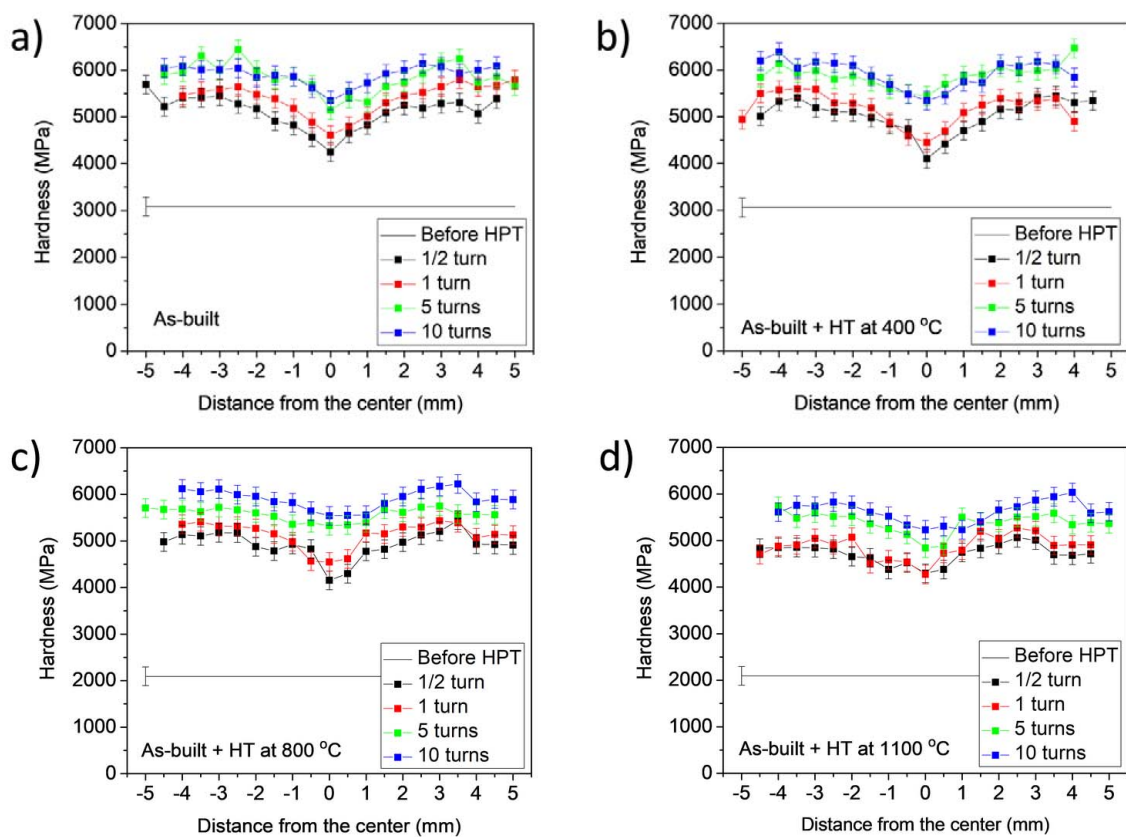 a)
7000
6000
5000
4000
3000
2000
1000
0
Hardness (MPa)
Before HPT
1/2 turn
1 turn
5 turns
10 turns
As-built
-5 -4 -3 -2 -1 0 1 2 3 4 5
Distance from the center (mm)
b)
7000
6000
5000
4000
3000
2000
1000
0
Hardness (MPa)
Before HPT
1/2 turn
1 turn
5 turns
10 turns
As-built + HT at 400 °C
-5 -4 -3 -2 -1 0 1 2 3 4 5
Distance from the center (mm)
c)
7000
6000
5000
4000
3000
2000
1000
0
Hardness (MPa)
Before HPT
1/2 turn
1 turn
5 turns
10 turns
As-built + HT at 800 °C
-5 -4 -3 -2 -1 0 1 2 3 4 5
Distance from the center (mm)
d)
7000
6000
5000
4000
3000
2000
1000
0
Hardness (MPa)
Before HPT
1/2 turn
1 turn
5 turns
10 turns
As-built + HT at 1100 °C
-5 -4 -3 -2 -1 0 1 2 3 4 5
Distance from the center (mm)